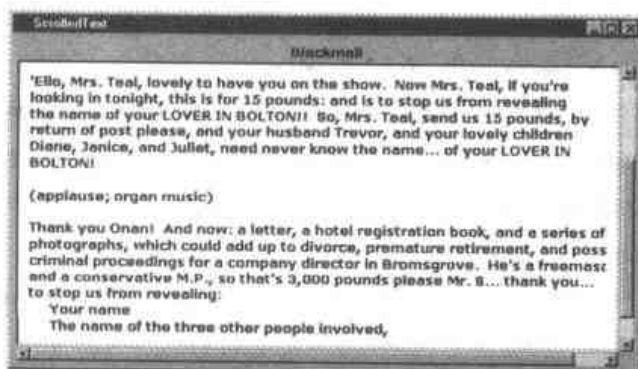 ScrolledText
Blackmail
'Ello, Mrs. Teal, lovely to have you on the show. Now Mrs. Teal, if you're
looking in tonight, this is for 15 pounds: and is to stop us from revealing
the name of your LOVER IN BOLTON!! So, Mrs. Teal, send us 15 pounds, by
return of post please, and your husband Trevor, and your lovely children
Diane, Janice, and Juliet, need never know the name... of your LOVER IN
BOLTON!
(applause; organ music)
Thank you Onan! And now: a letter, a hotel registration book, and a series of
photographs, which could add up to divorce, premature retirement, and poss
criminal proceedings for a company director in Bromsgrove. He's a freemasc
and a conservative M.P., so that's 3,000 pounds please Mr. S... thank you...
to stop us from revealing:
Your name
The name of the three other people involved,